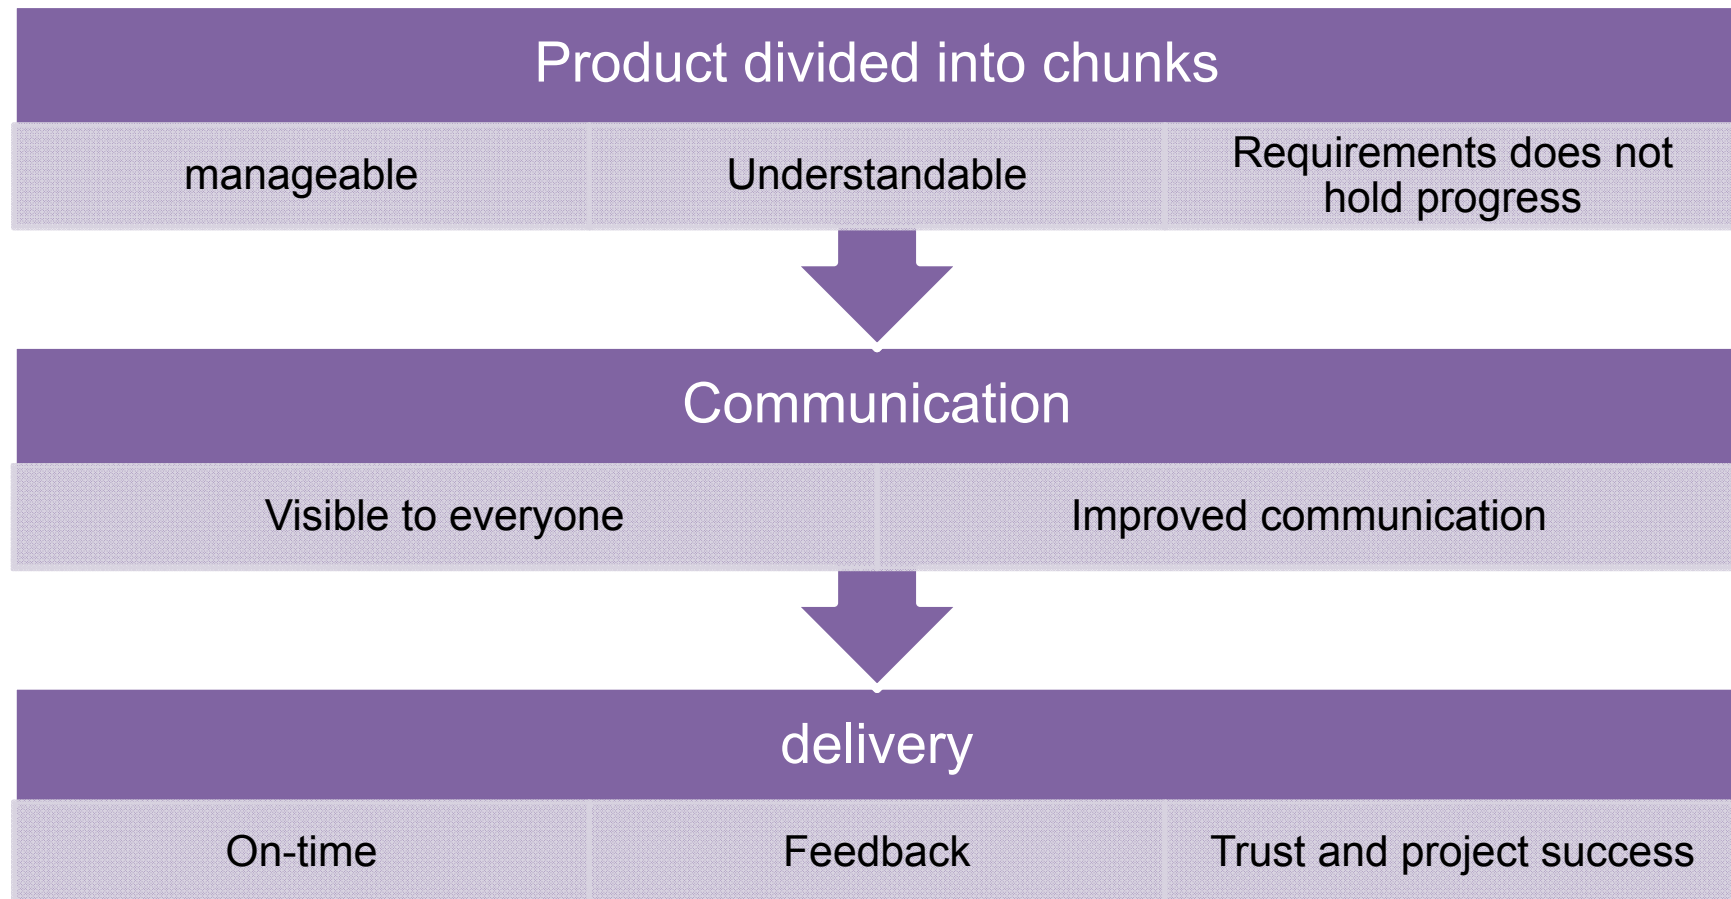 Product divided into chunks
manageable
Understandable
Requirements does not
hold progress
Communication
Visible to everyone
Improved communication
delivery
On-time
Feedback
Trust and project success